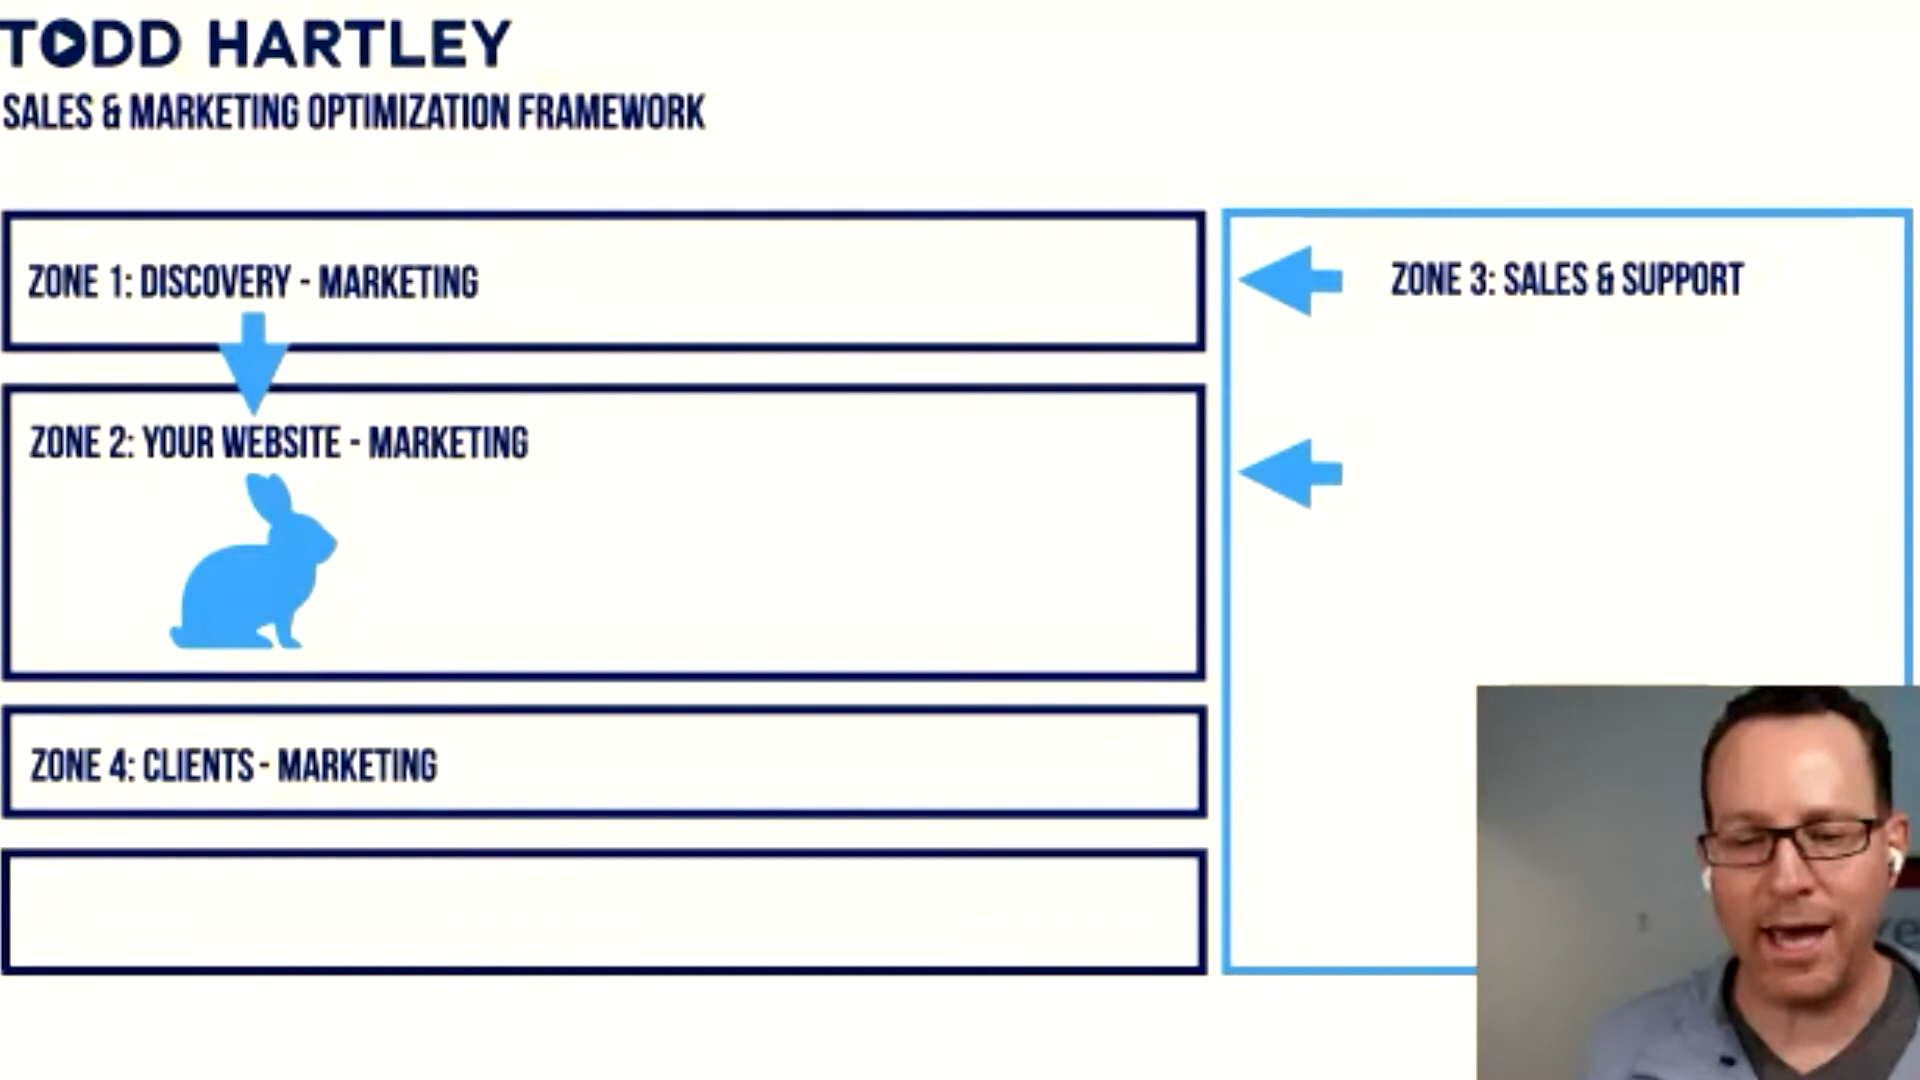 TODD HARTLEY
SALES & MARKETING OPTIMIZATION FRAMEWORK
ZONE 1: DISCOVERY - MARKETING
ZONE 3: SALES & SUPPORT
ZONE 2: YOUR WEBSITE - MARKETING
ZONE 4: CLIENTS - MARKETING